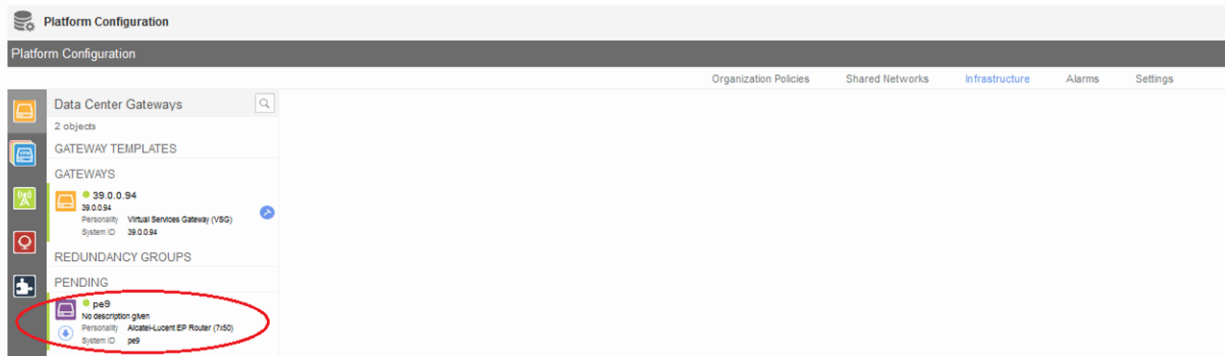 Platform Configuration
Platform Configuration
Organization Policies Shared Networks Infrastructure Alarms Settings
Data Center Gateways
2 objects
GATEWAY TEMPLATES
GATEWAYS
39.0.0.94
39.0.0.94
Personality Virtual Services Gateway (VSG)
System ID 39.0.0.94
REDUNDANCY GROUPS
PENDING
pe9
No description given
Personality Alcatel-Lucent EP Router (7x50)
System ID pe9